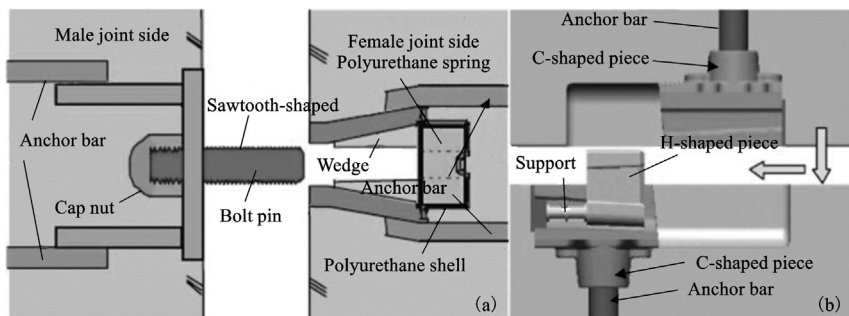 Male joint side
Anchor bar
Cap nut
Sawtooth-shaped
Bolt pin
Female joint side
Polyurethane spring
Wedge
Anchor bar
Polyurethane shell
(a)
Anchor bar
C-shaped piece
H-shaped piece
Support
C-shaped piece
Anchor bar
(b)